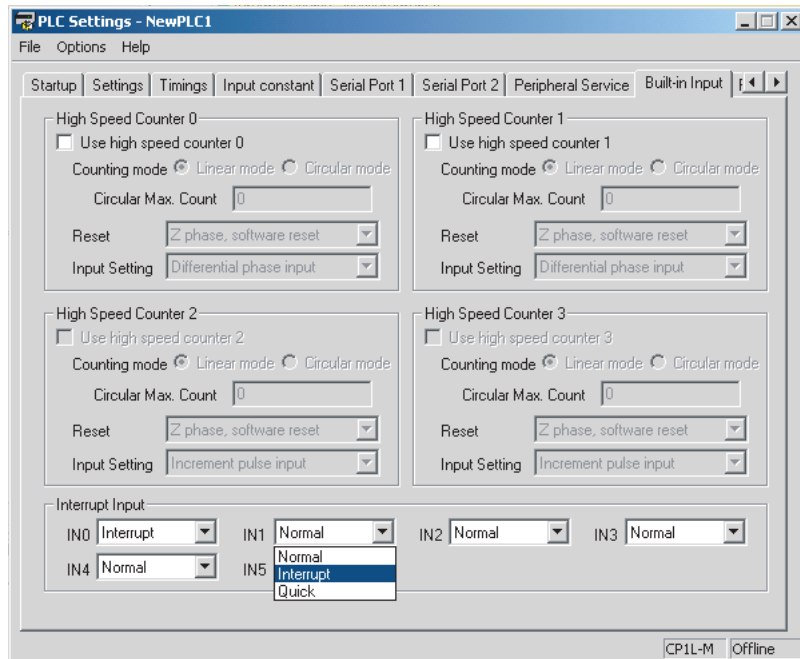 PLC Settings - NewPLC1
File Options Help
Startup Settings Timings Input constant Serial Port 1 Serial Port 2 Peripheral Service Built-in Input
High Speed Counter 0
Use high speed counter 0
Counting mode Linear mode Circular mode
Circular Max. Count 0
Reset Z phase, software reset
Input Setting Differential phase input
High Speed Counter 1
Use high speed counter 1
Counting mode Linear mode Circular mode
Circular Max. Count 0
Reset Z phase, software reset
Input Setting Differential phase input
High Speed Counter 2
Use high speed counter 2
Counting mode Linear mode Circular mode
Circular Max. Count 0
Reset Z phase, software reset
Input Setting Increment pulse input
High Speed Counter 3
Use high speed counter 3
Counting mode Linear mode Circular mode
Circular Max. Count 0
Reset Z phase, software reset
Input Setting Increment pulse input
Interrupt Input
IN0 Interrupt IN1 Normal IN2 Normal IN3 Normal
Normal
IN4 Normal IN5 Interrupt
Quick
CP1L-M Offline